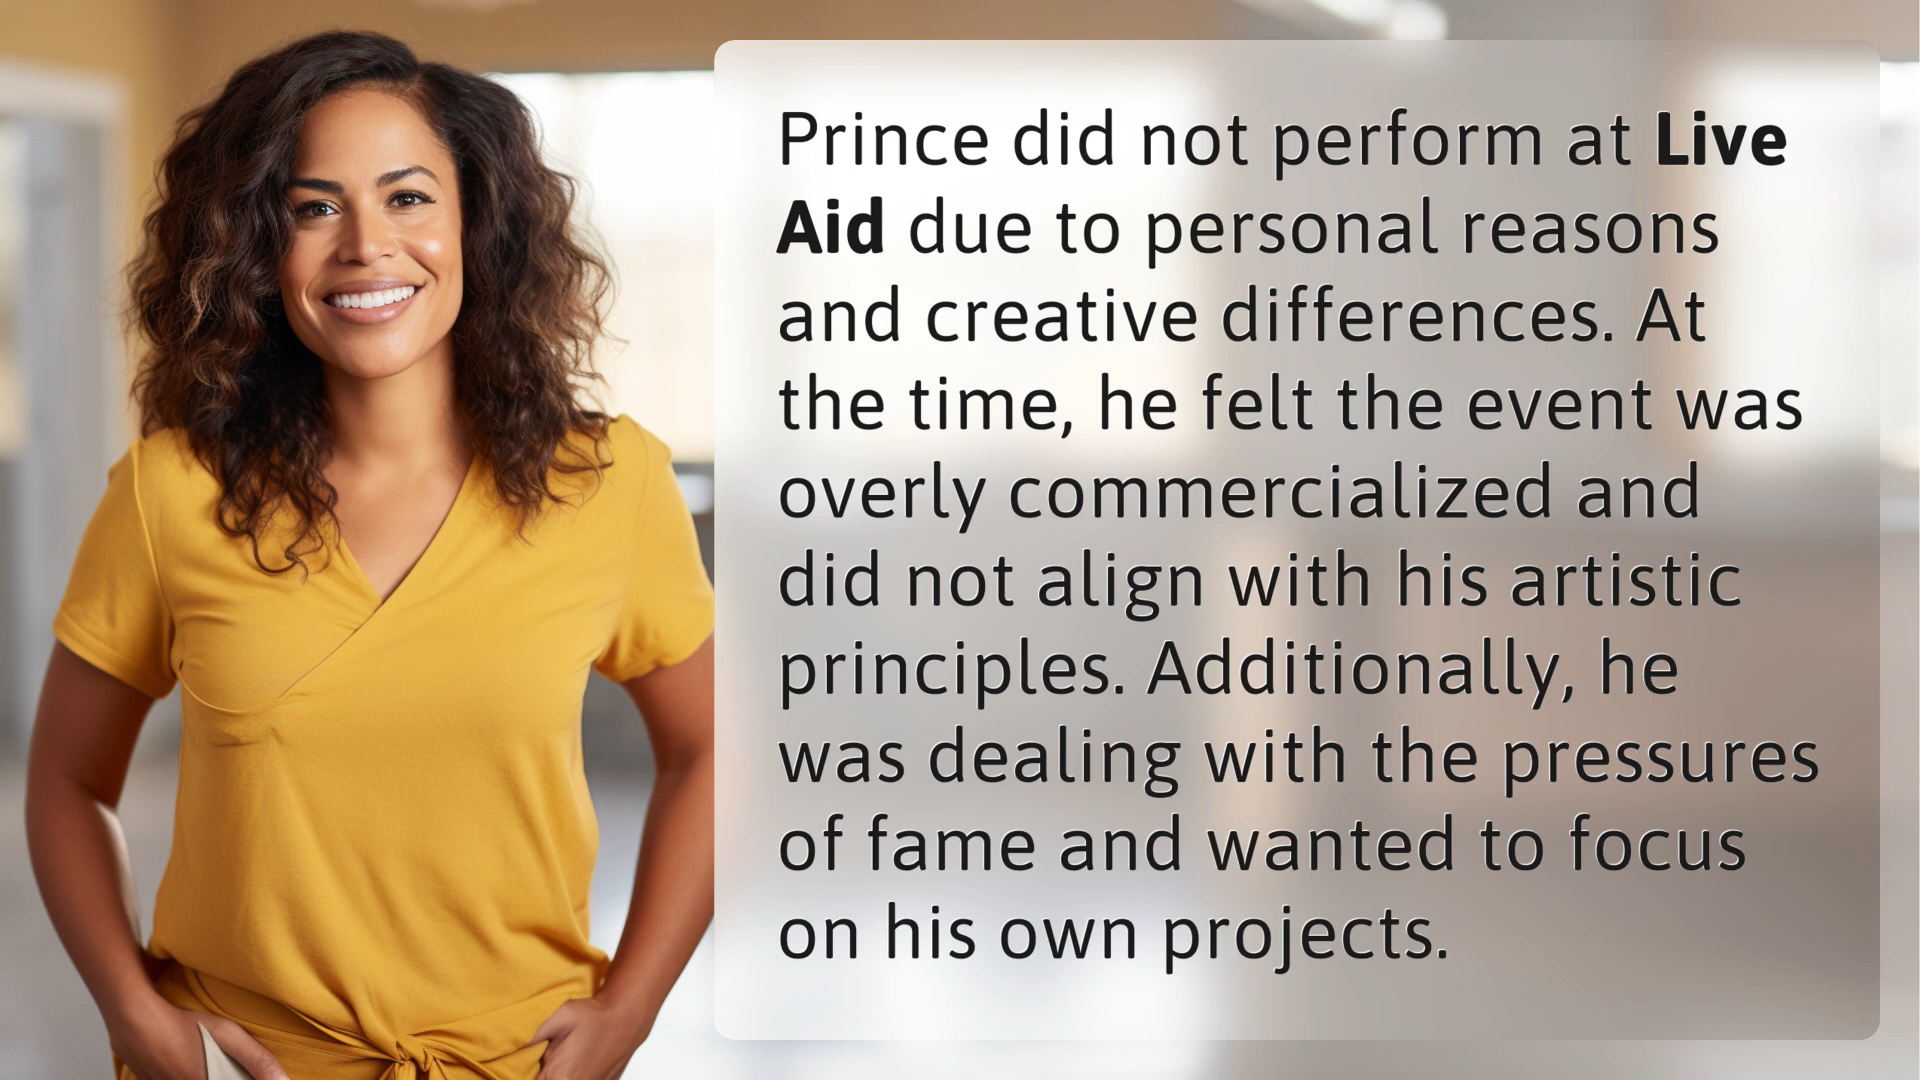 Prince did not perform at Live
Aid due to personal reasons
and creative differences. At
the time, he felt the event was
overly commercialized and
did not align with his artistic
principles. Additionally, he
was dealing with the pressures
of fame and wanted to focus
on his own projects.